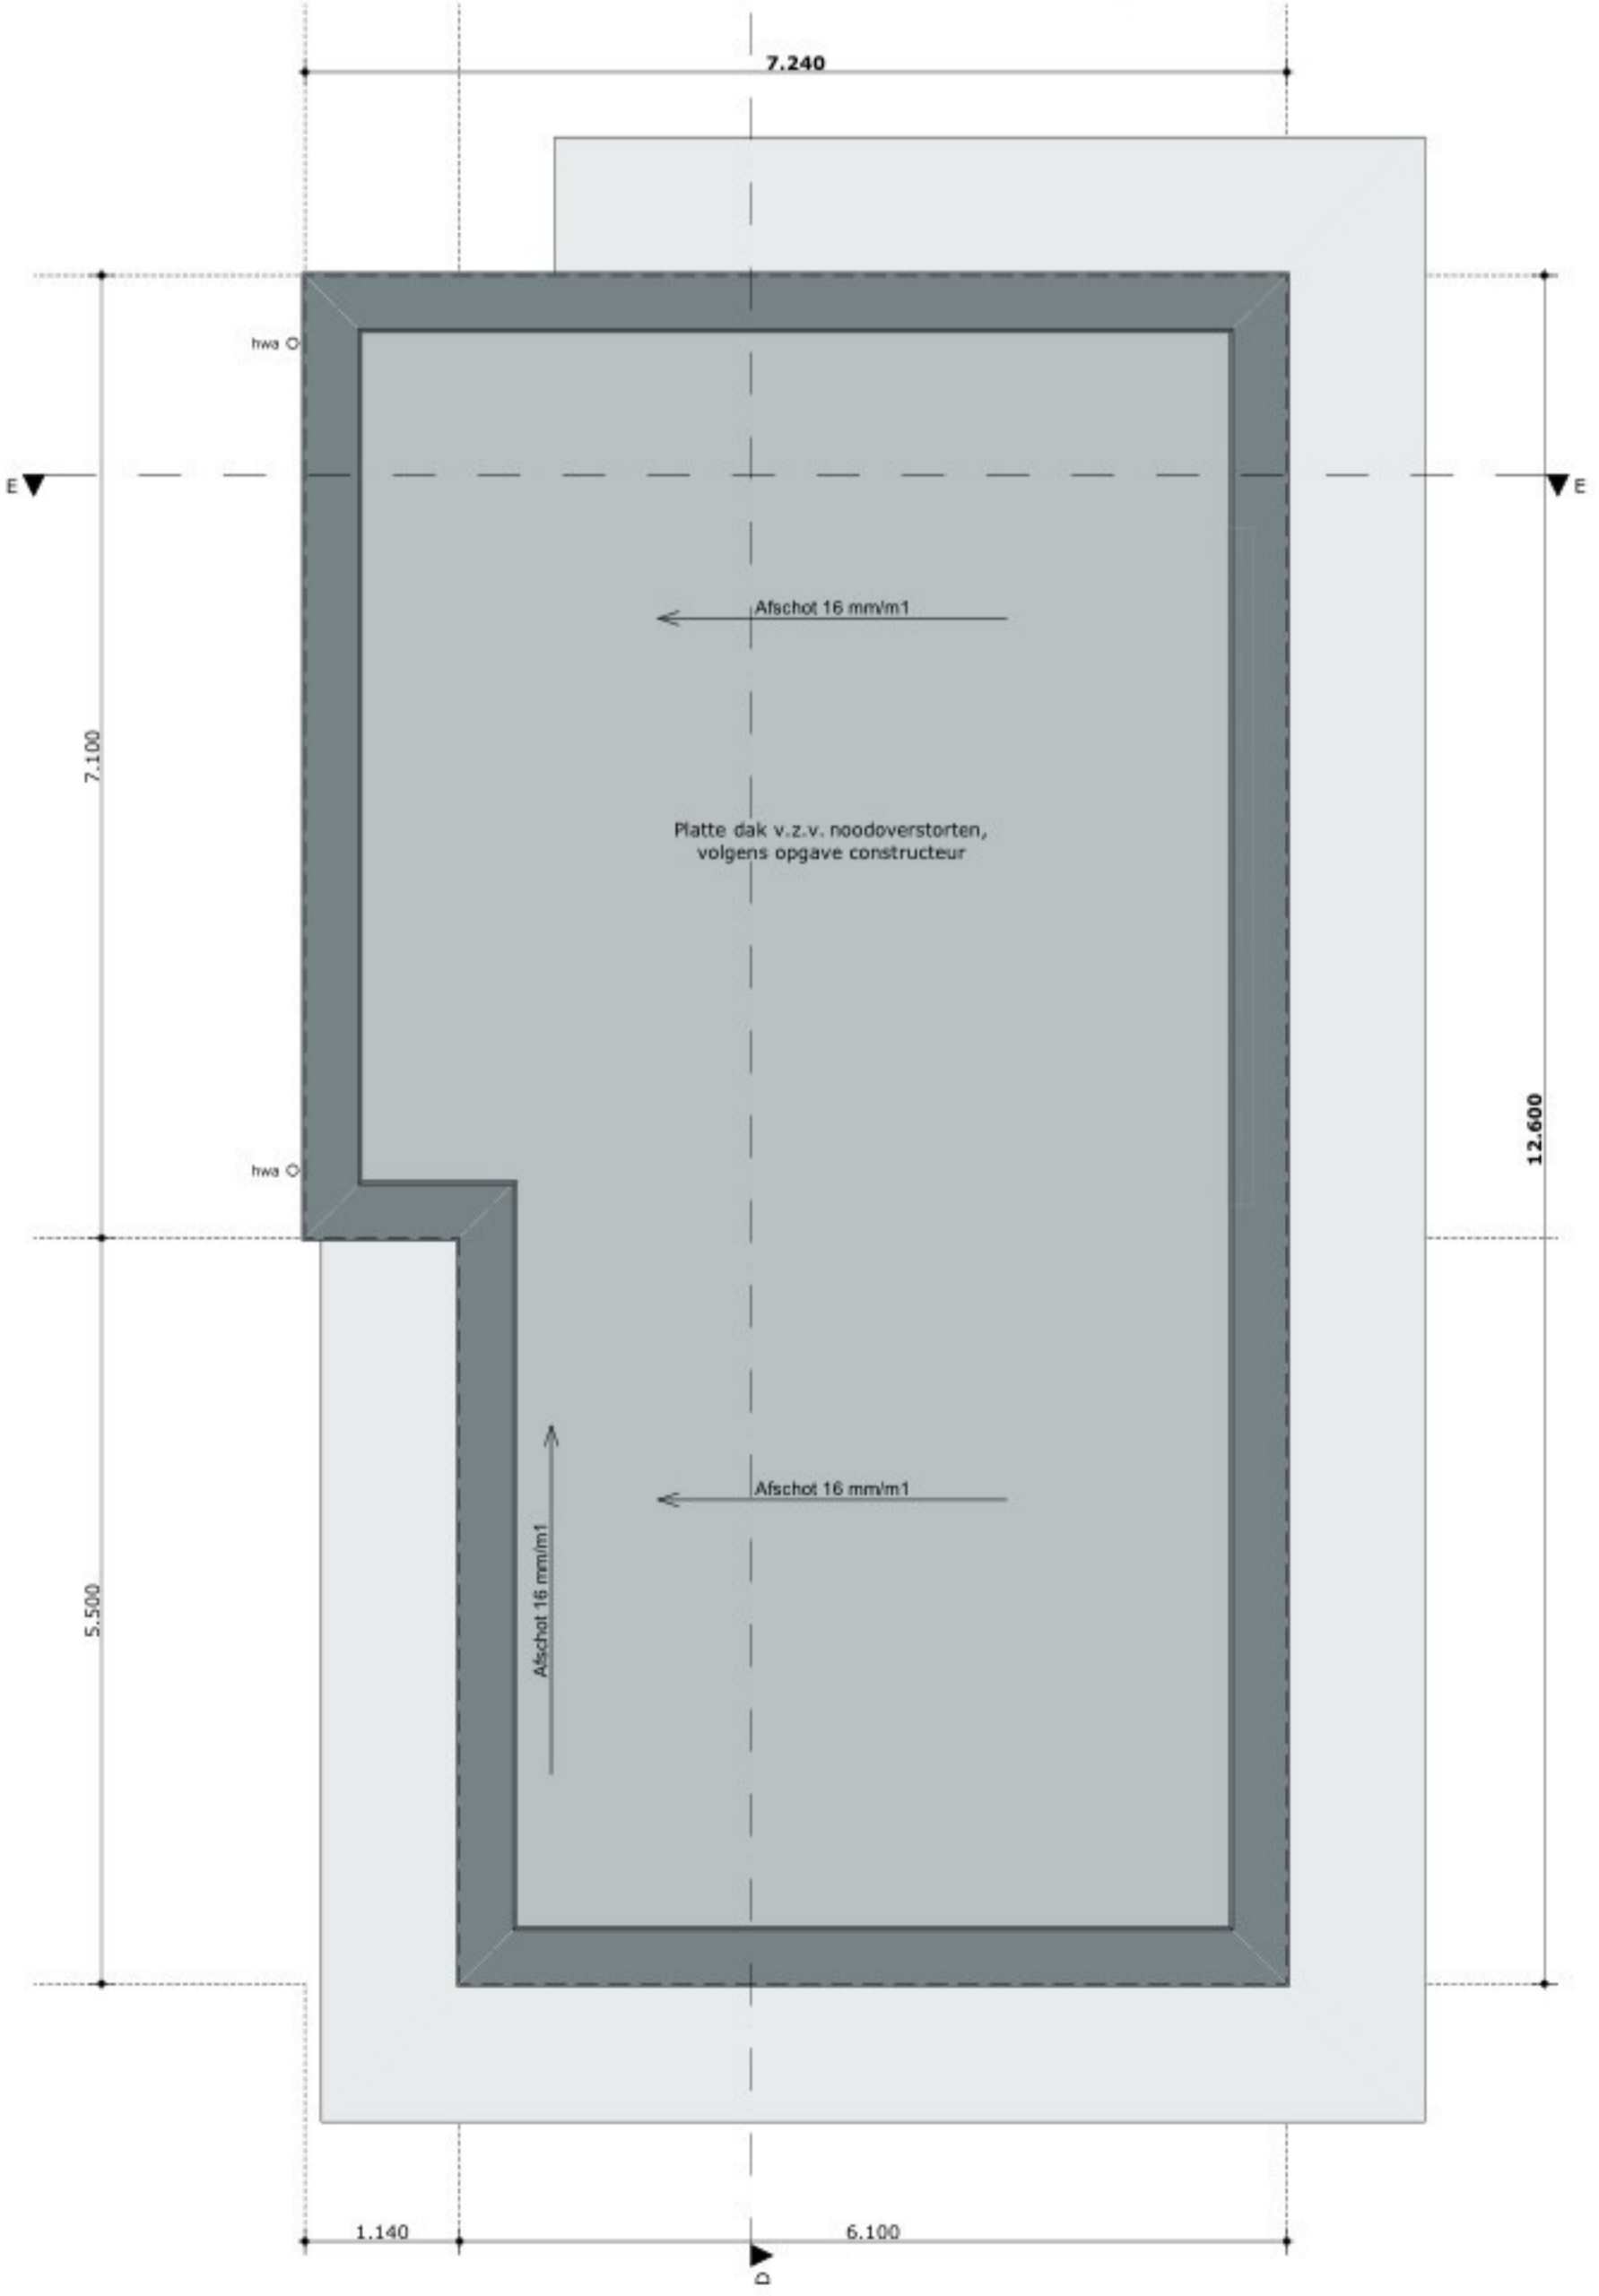 7.240
hwa
E
E
Afschot 16 mm/m1
7.100
Platte dak v.z.v. noodoverstorten,
volgens opgave constructeur
12.600
hwa
Afschot 16 mm/m1
Afschot 16 mm/m1
5.500
1.140
6.100
D